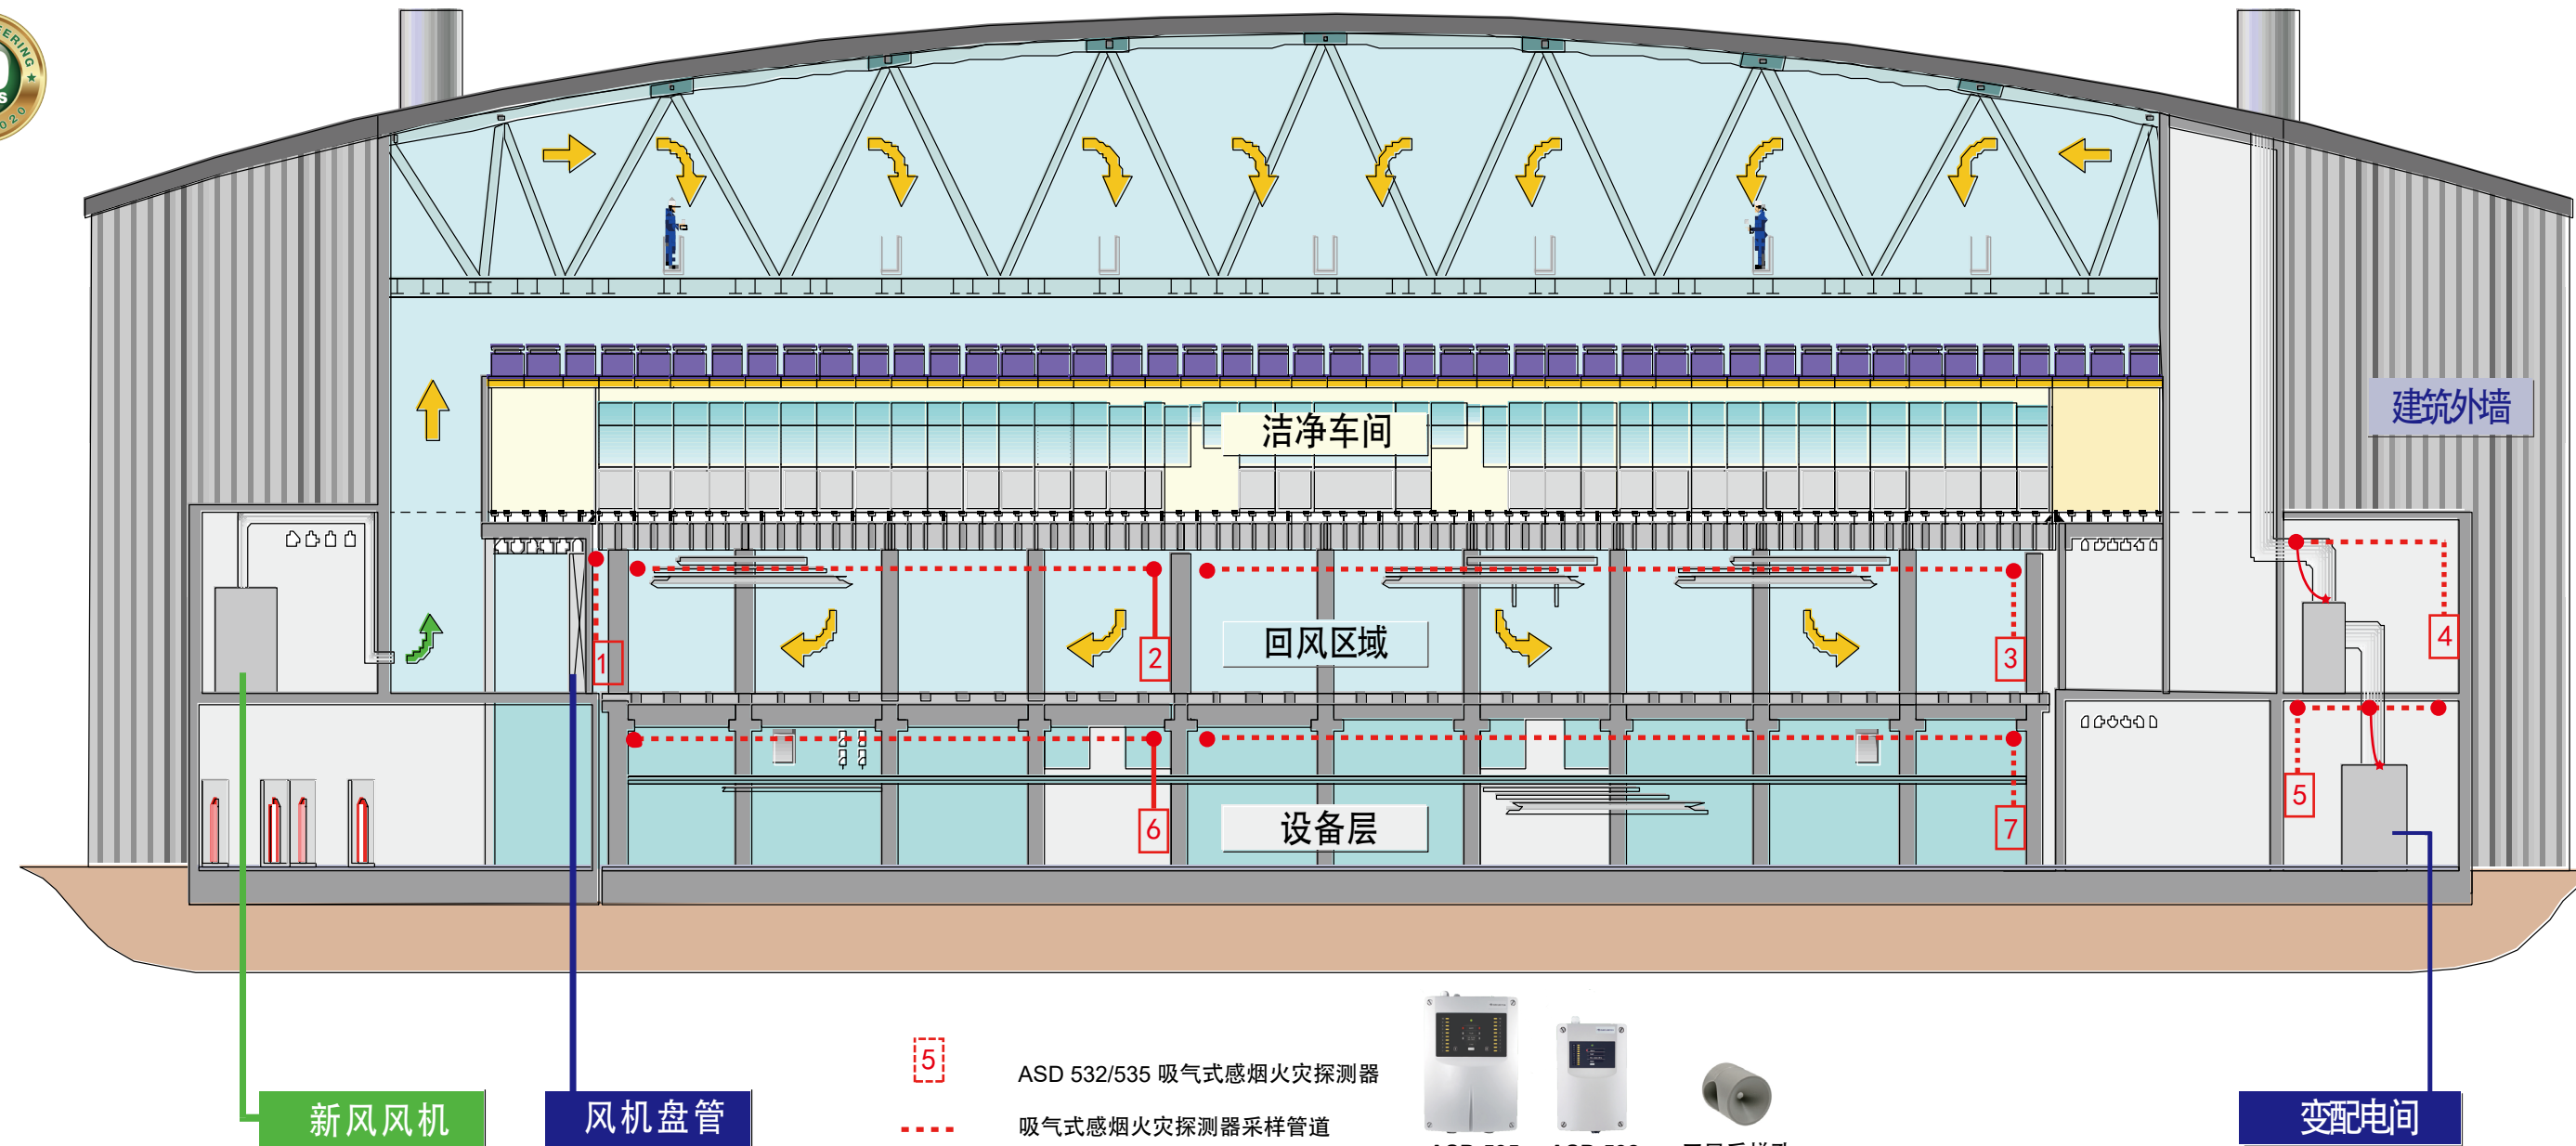 ERING
2020
建筑外墙
洁净车间
回风区域
1
2
3
4
5
设备层
6
7
5
ASD 532/535 吸气式感烟火灾探测器
吸气式感烟火灾探测器采样管道
新风风机
风机盘管
变配电间